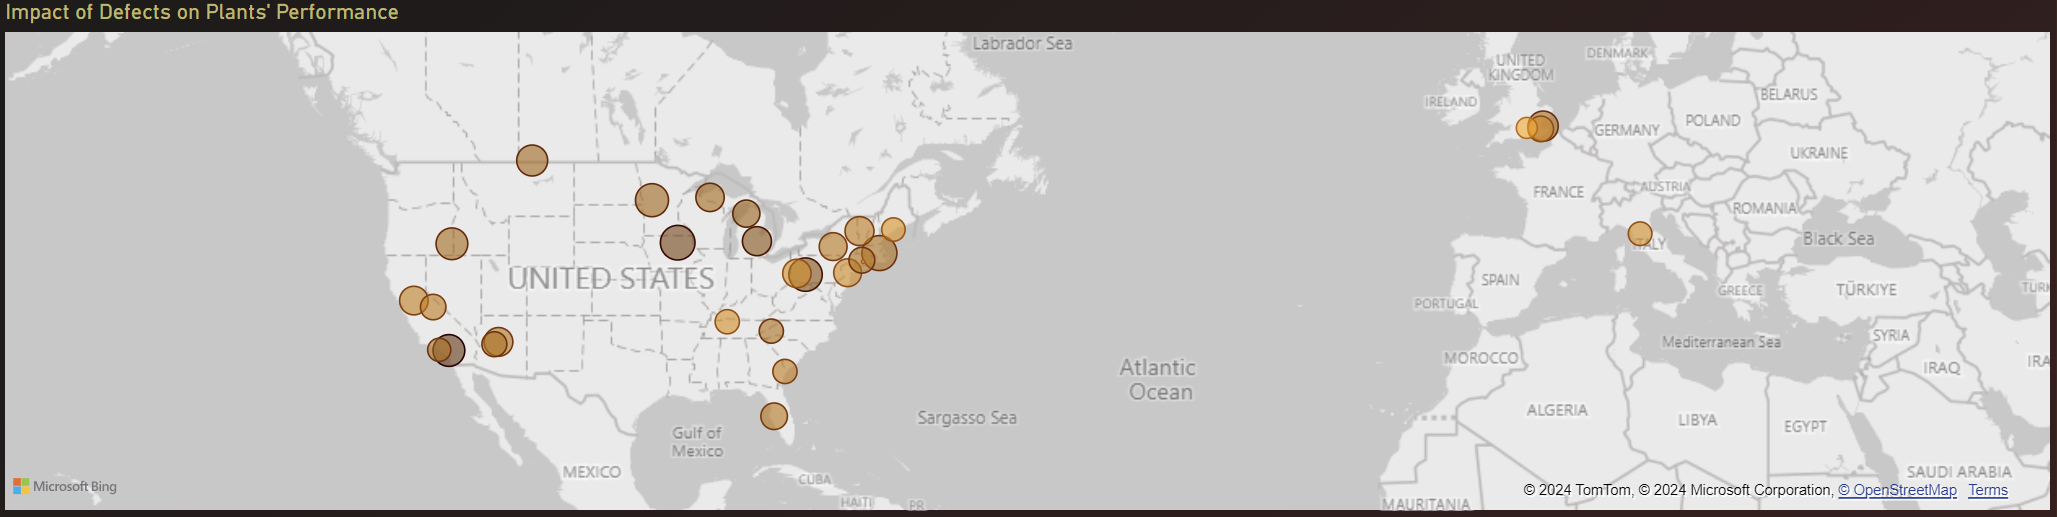 Impact of Defects on Plants' Performance
Labrador Sea
DENMARK
UNITED
KINGDOM
BELARUS
IRELAND
POLAND
GERMANY
UKRAINE
AUSTRIA
FRANCE
ROMANIA
Black Sea
ITALY
UNITED STATES
SPAIN
GREECE
TÜRKIYE
PORTUGAL
SYRIA
Mediterranean Sea
MOROCCO
Atlantic
Ocean
IRAQ
IRA
ALGERIA
LIBYA
EGYPT
Sargasso Sea
Gulf of
Mexico
MEXICO
CUBA
SAUDI ARABIA
HAITI
PR
MAURITANIA
Microsoft Bing
© 2024 TomTom, © 2024 Microsoft Corporation, © OpenStreetMap Terms